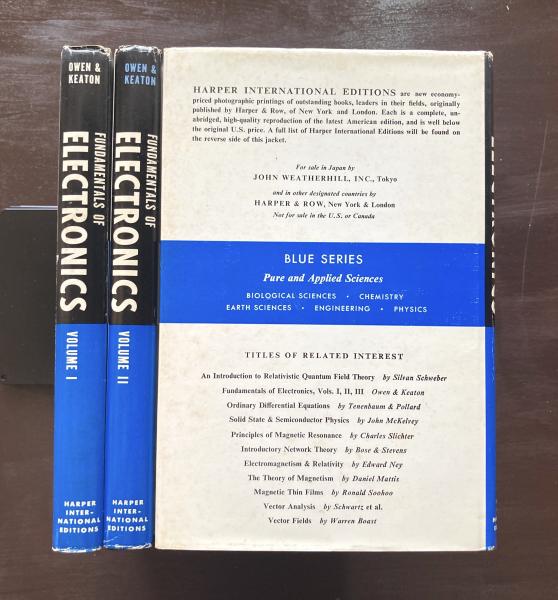 OWEN &
KEATON
FUNDAMENTALS OF
ELECTRONICS
VOLUME I
HARPER
INTER-
NATIONAL
EDITIONS
OWEN &
KEATON
FUNDAMENTALS OF
ELECTRONICS
VOLUME II
HARPER
INTER-
NATIONAL
EDITIONS
HARPER INTERNATIONAL EDITIONS are new economy-
priced photographic printings of outstanding books, leaders in their fields, originally
published by Harper & Row, of New York and London. Each is a complete, un-
abridged, high-quality reproduction of the latest American edition, and is well below
the original U.S. price. A full list of Harper International Editions will be found on
the reverse side of this jacket.
For sale in Japan by
JOHN WEATHERHILL, INC., Tokyo
and in other designated countries by
HARPER & ROW, New York & London
Not for sale in the U.S. or Canada
BLUE SERIES
Pure and Applied Sciences
BIOLOGICAL SCIENCES · CHEMISTRY
EARTH SCIENCES · ENGINEERING · PHYSICS
TITLES OF RELATED INTEREST
An Introduction to Relativistic Quantum Field Theory by Silvan Schweber
Fundamentals of Electronics, Vols. I, II, III Owen & Keaton
Ordinary Differential Equations by Tenenbaum & Pollard
Solid State & Semiconductor Physics by John McKelvey
Principles of Magnetic Resonance by Charles Slichter
Introductory Network Theory by Bose & Stevens
Electromagnetism & Relativity by Edward Ney
The Theory of Magnetism by Daniel Mattis
Magnetic Thin Films by Ronald Soohoo
Vector Analysis by Schwartz et al.
Vector Fields by Warren Boast